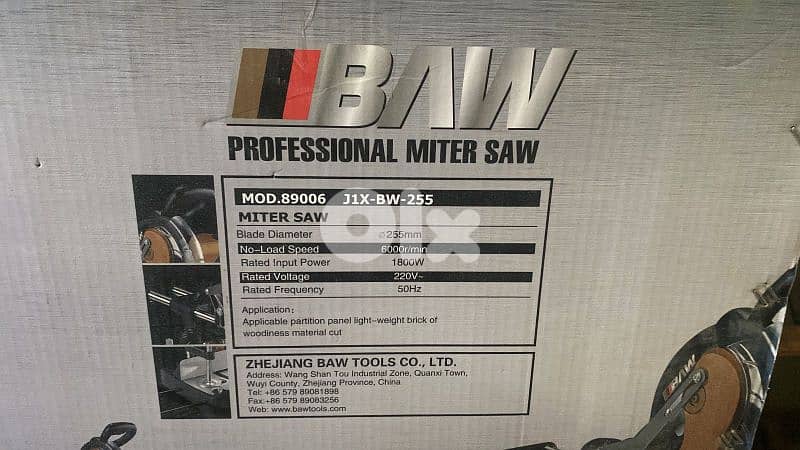 BAW
PROFESSIONAL MITER SAW
MOD.89006 J1X-BW-255
MITER SAW
Blade Diameter ⌀255mm
No-Load Speed 6000r/min
Rated Input Power 1800W
Rated Voltage 220V~
Rated Frequency 50Hz
Application:
Applicable partition panel light-weight brick of
woodiness material cut
ZHEJIANG BAW TOOLS CO., LTD.
Address: Wang Shan Tou Industrial Zone, Quanxi Town,
Wuyi County, Zhejiang Province, China
Tel: +86 579 89081898
Fax:+86 579 89083256
Web: www.bawtools.com
BAW
olx